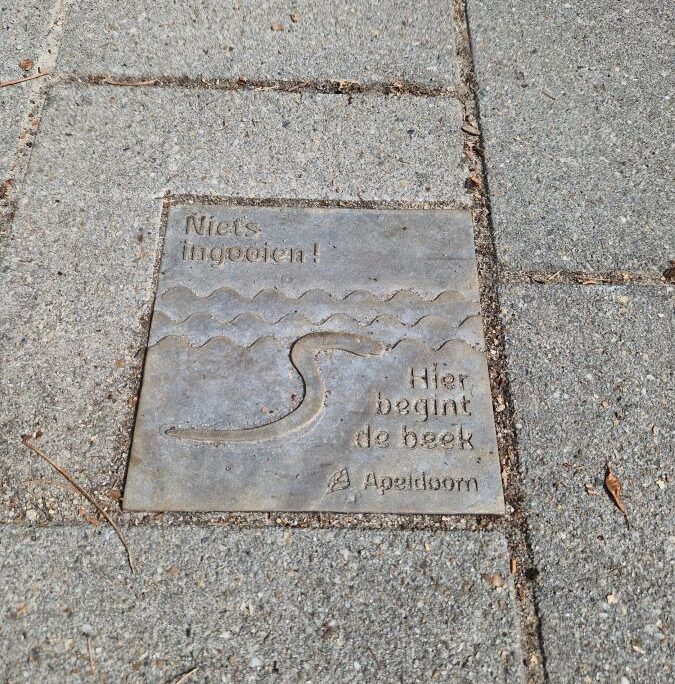 Niets
ingooien!
Hier
begint
de beek
Apeldoorn